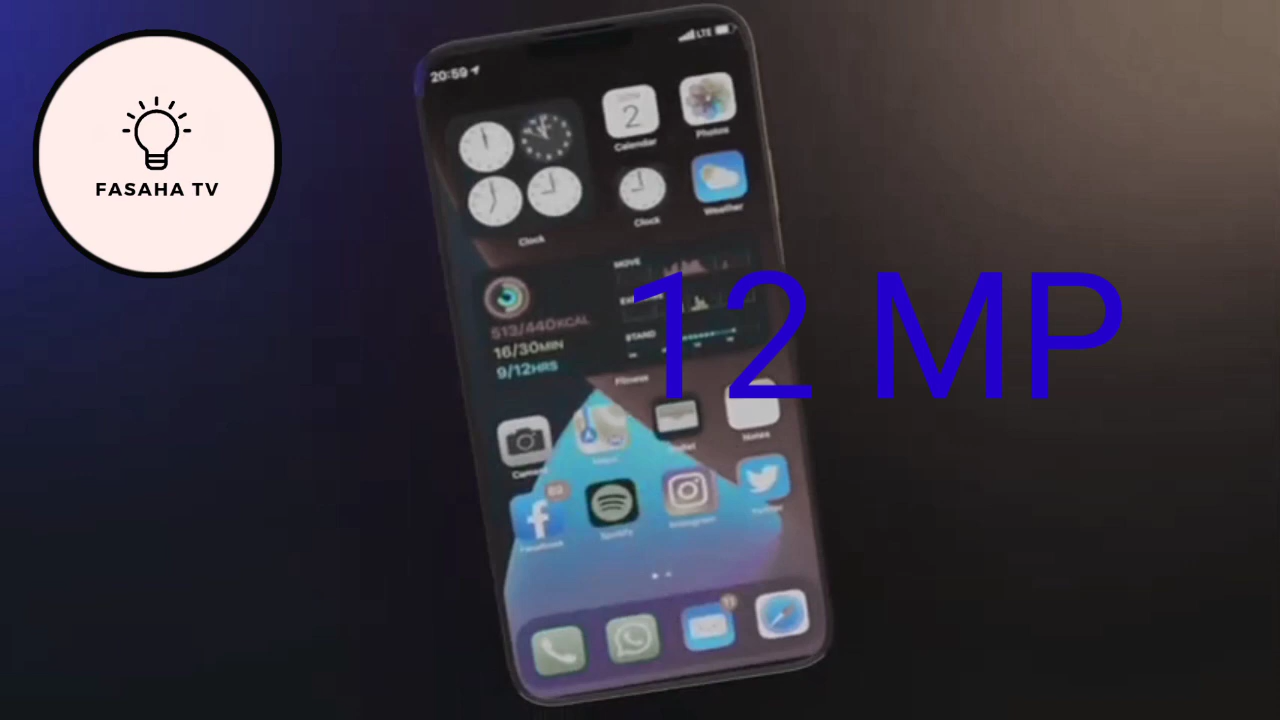 FASAHA TV
20:59
LTE
2
Calendar
Photos
Clock
Weather
Clock
MOVE
513/440KCAL
16/30MIN
9/12HRS
STAND
Fitness
12 MP
Notes
Facebook
Spotify
Instagram
Twitter